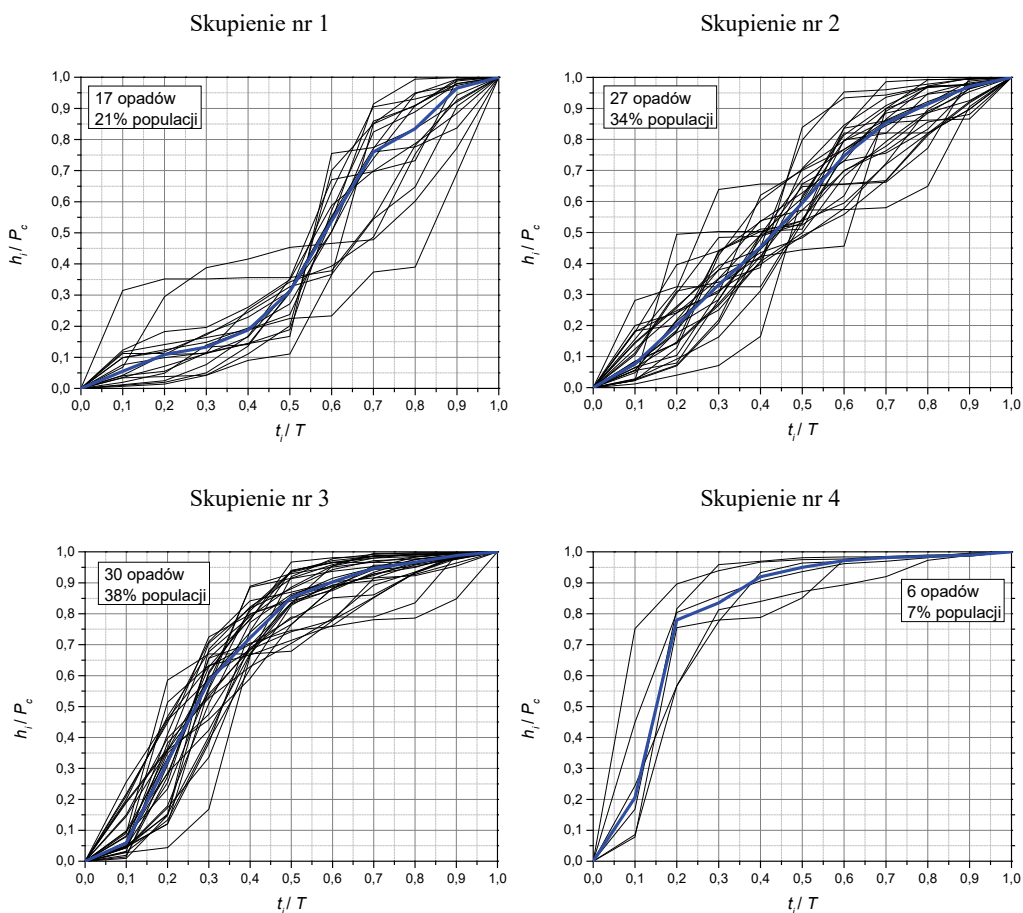 Skupienie nr 1
17 opadów
21% populacji
1,0
0,9
0,8
0,7
0,6
0,5
0,4
0,3
0,2
0,1
0,0
h_i / P_c
0,0 0,1 0,2 0,3 0,4 0,5 0,6 0,7 0,8 0,9 1,0
t_i / T
Skupienie nr 2
27 opadów
34% populacji
1,0
0,9
0,8
0,7
0,6
0,5
0,4
0,3
0,2
0,1
0,0
h_i / P_c
0,0 0,1 0,2 0,3 0,4 0,5 0,6 0,7 0,8 0,9 1,0
t_i / T
Skupienie nr 3
30 opadów
38% populacji
1,0
0,9
0,8
0,7
0,6
0,5
0,4
0,3
0,2
0,1
0,0
h_i / P_c
0,0 0,1 0,2 0,3 0,4 0,5 0,6 0,7 0,8 0,9 1,0
t_i / T
Skupienie nr 4
6 opadów
7% populacji
1,0
0,9
0,8
0,7
0,6
0,5
0,4
0,3
0,2
0,1
0,0
h_i / P_c
0,0 0,1 0,2 0,3 0,4 0,5 0,6 0,7 0,8 0,9 1,0
t_i / T